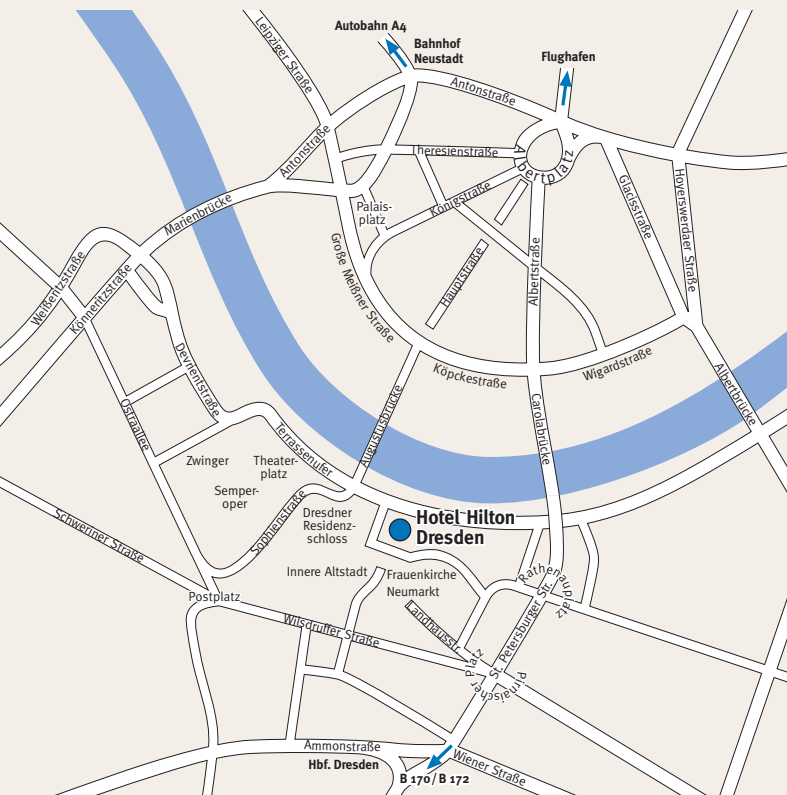 Leipziger Straße
Autobahn A4
Bahnhof
Neustadt
Flughafen
Antonstraße
Antonstraße
Theresienstraße
Albertplatz
Glacisstraße
Hoyerswerdaer Straße
Marienbrücke
Palais-
platz
Königstraße
Große Meißner Straße
Hauptstraße
Albertstraße
Weißeritzstraße
Könneritzstraße
Devrientstraße
Köpckestraße
Wigardstraße
Albertbrücke
Ostraallee
Augustusbrücke
Carolabrücke
Terrassenufer
Zwinger
Theater-
platz
Semper-
oper
Sophienstraße
Dresdner
Residenz-
schloss
Hotel Hilton
Dresden
Schweriner Straße
Innere Altstadt
Frauenkirche
Neumarkt
Rathenauplatz
Postplatz
Landhausstr.
St. Petersburger Str.
Wilsdruffer Straße
Pirnaischer Platz
Ammonstraße
Hbf. Dresden
Wiener Straße
B 170/B 172